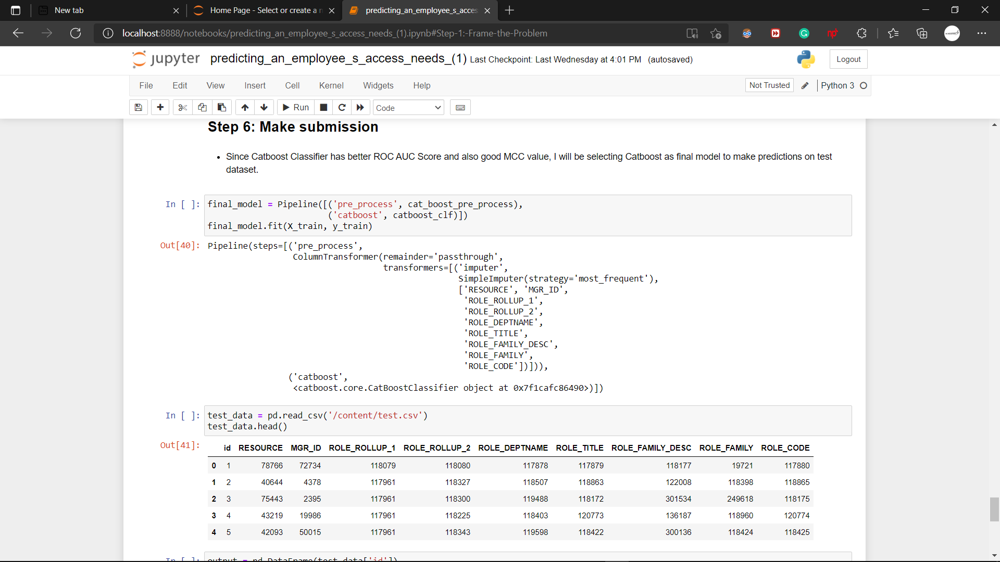 New tab
Home Page - Select or create a n
predicting_an_employee_s_acces
localhost:8888/notebooks/predicting_an_employee_s_access_needs_(1).ipynb#Step-1:-Frame-the-Problem
jupyter predicting_an_employee_s_access_needs_(1) Last Checkpoint: Last Wednesday at 4:01 PM (autosaved)
Logout
File Edit View Insert Cell Kernel Widgets Help
Not Trusted
Python 3
Run
Code
Step 6: Make submission
• Since Catboost Classifier has better ROC AUC Score and also good MCC value, I will be selecting Catboost as final model to make predictions on test
dataset.
In [ ]: final_model = Pipeline([('pre_process', cat_boost_pre_process),
('catboost', catboost_clf)])
final_model.fit(X_train, y_train)
Out[40]: Pipeline(steps=[('pre_process',
ColumnTransformer(remainder='passthrough',
transformers=[('imputer',
SimpleImputer(strategy='most_frequent'),
['RESOURCE', 'MGR_ID',
'ROLE_ROLLUP_1',
'ROLE_ROLLUP_2',
'ROLE_DEPTNAME',
'ROLE_TITLE',
'ROLE_FAMILY_DESC',
'ROLE_FAMILY',
'ROLE_CODE'])])),
('catboost',
<catboost.core.CatBoostClassifier object at 0x7f1cafc86490>)])
In [ ]: test_data = pd.read_csv('/content/test.csv')
test_data.head()
Out[41]:
id RESOURCE MGR_ID ROLE_ROLLUP_1 ROLE_ROLLUP_2 ROLE_DEPTNAME ROLE_TITLE ROLE_FAMILY_DESC ROLE_FAMILY ROLE_CODE
0 1 78766 72734 118079 118080 117878 117879 118177 19721 117880
1 2 40644 4378 117961 118327 118507 118863 122008 118398 118865
2 3 75443 2395 117961 118300 119488 118172 301534 249618 118175
3 4 43219 19986 117961 118225 118403 120773 136187 118960 120774
4 5 42093 50015 117961 118343 119598 118422 300136 118424 118425
In [ ]: output = pd.DataFrame(test_data['id'])